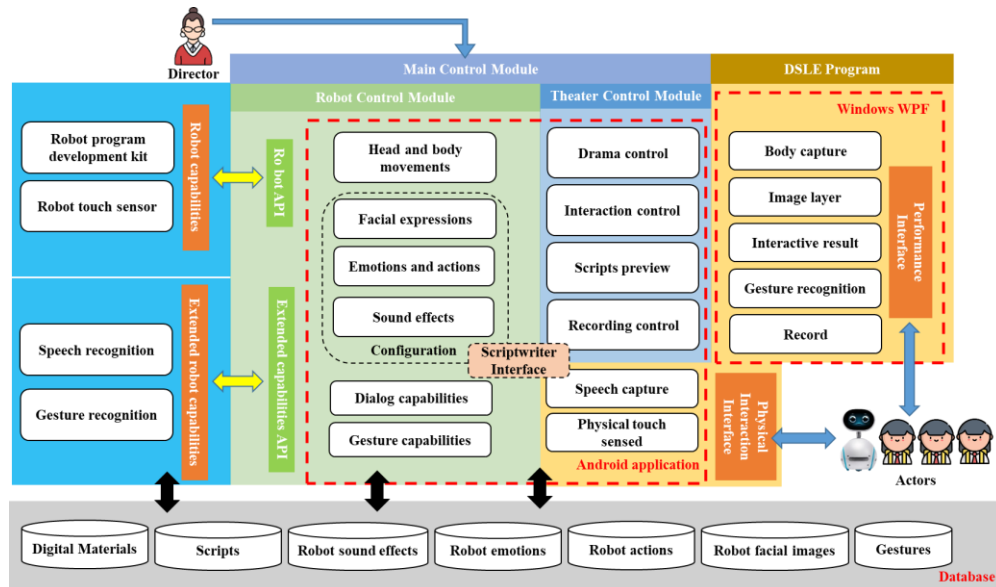 Director
Main Control Module
DSLE Program
Robot Control Module
Theater Control Module
Windows WPF
Robot program
development kit
Robot touch sensor
Robot capabilities
Ro bot API
Head and body
movements
Facial expressions
Emotions and actions
Sound effects
Configuration
Scriptwriter
Interface
Drama control
Interaction control
Scripts preview
Recording control
Body capture
Image layer
Interactive result
Gesture recognition
Record
Performance
Interface
Speech recognition
Gesture recognition
Extended robot capabilities
Extended capabilities API
Dialog capabilities
Gesture capabilities
Speech capture
Physical touch
sensed
Android application
Physical
Interaction
Interface
Actors
Digital Materials
Scripts
Robot sound effects
Robot emotions
Robot actions
Robot facial images
Gestures
Database